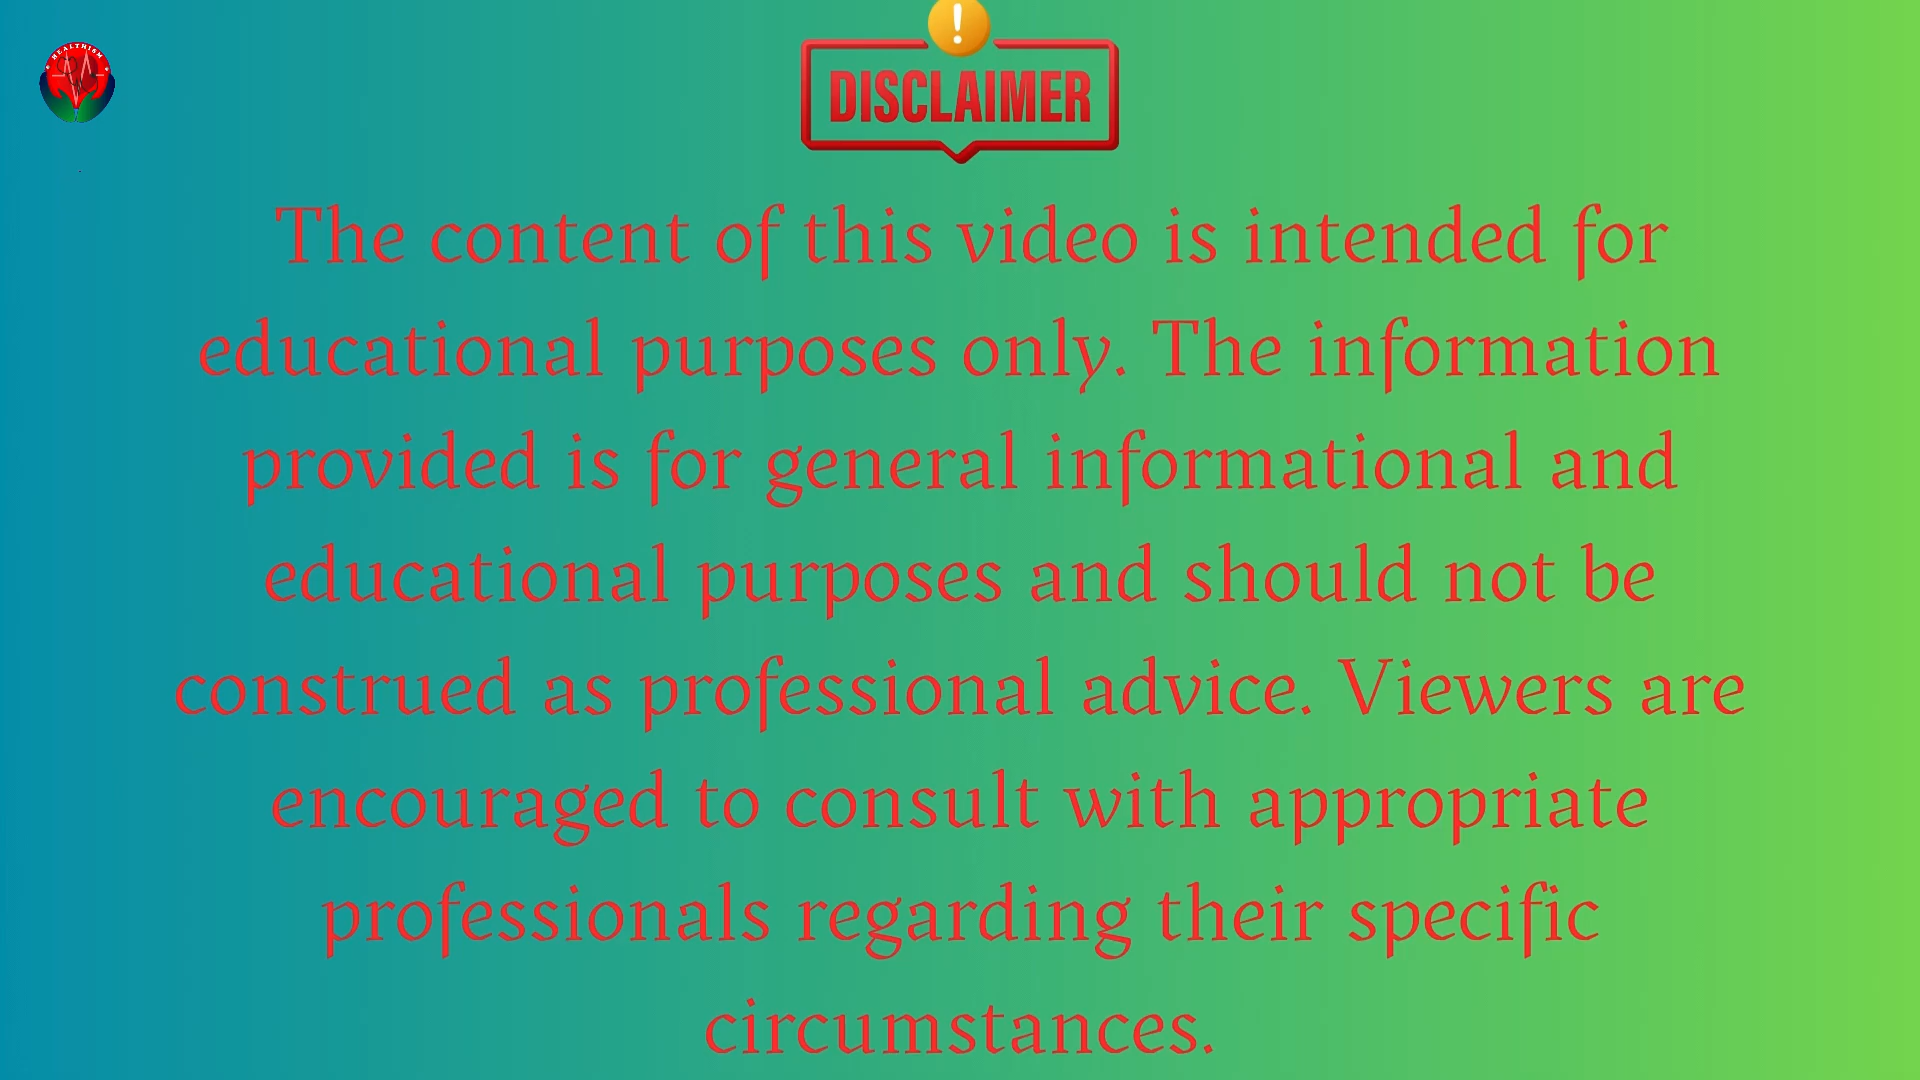 HEALTHISM
!
DISCLAIMER
The content of this video is intended for
educational purposes only. The information
provided is for general informational and
educational purposes and should not be
construed as professional advice. Viewers are
encouraged to consult with appropriate
professionals regarding their specific
circumstances.